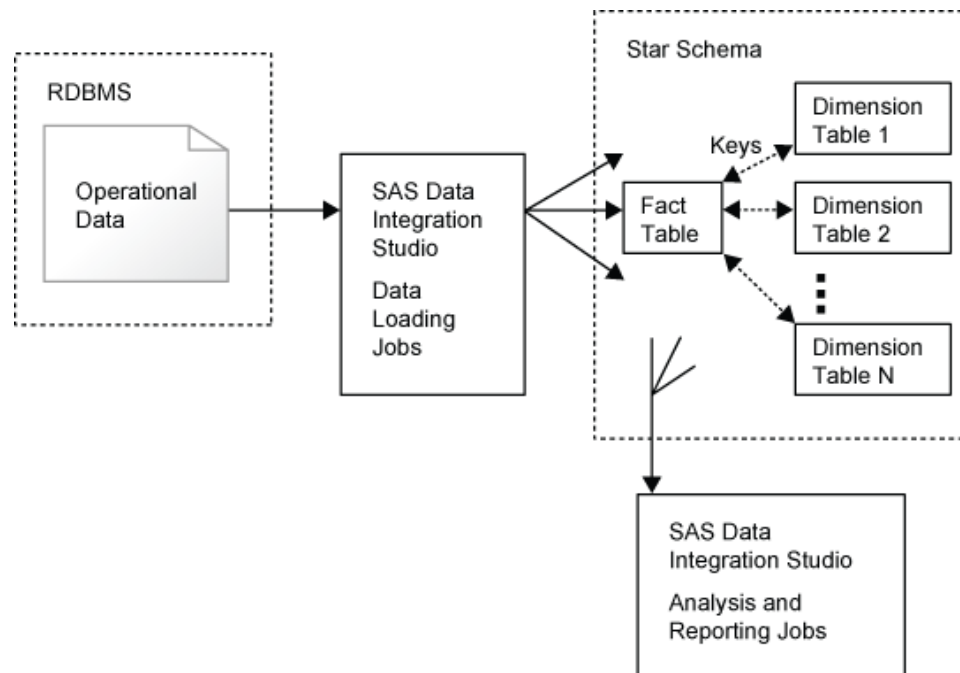 RDBMS
Operational
Data
SAS Data
Integration
Studio
Data
Loading
Jobs
Star Schema
Keys
Fact
Table
Dimension
Table 1
Dimension
Table 2
Dimension
Table N
SAS Data
Integration Studio
Analysis and
Reporting Jobs